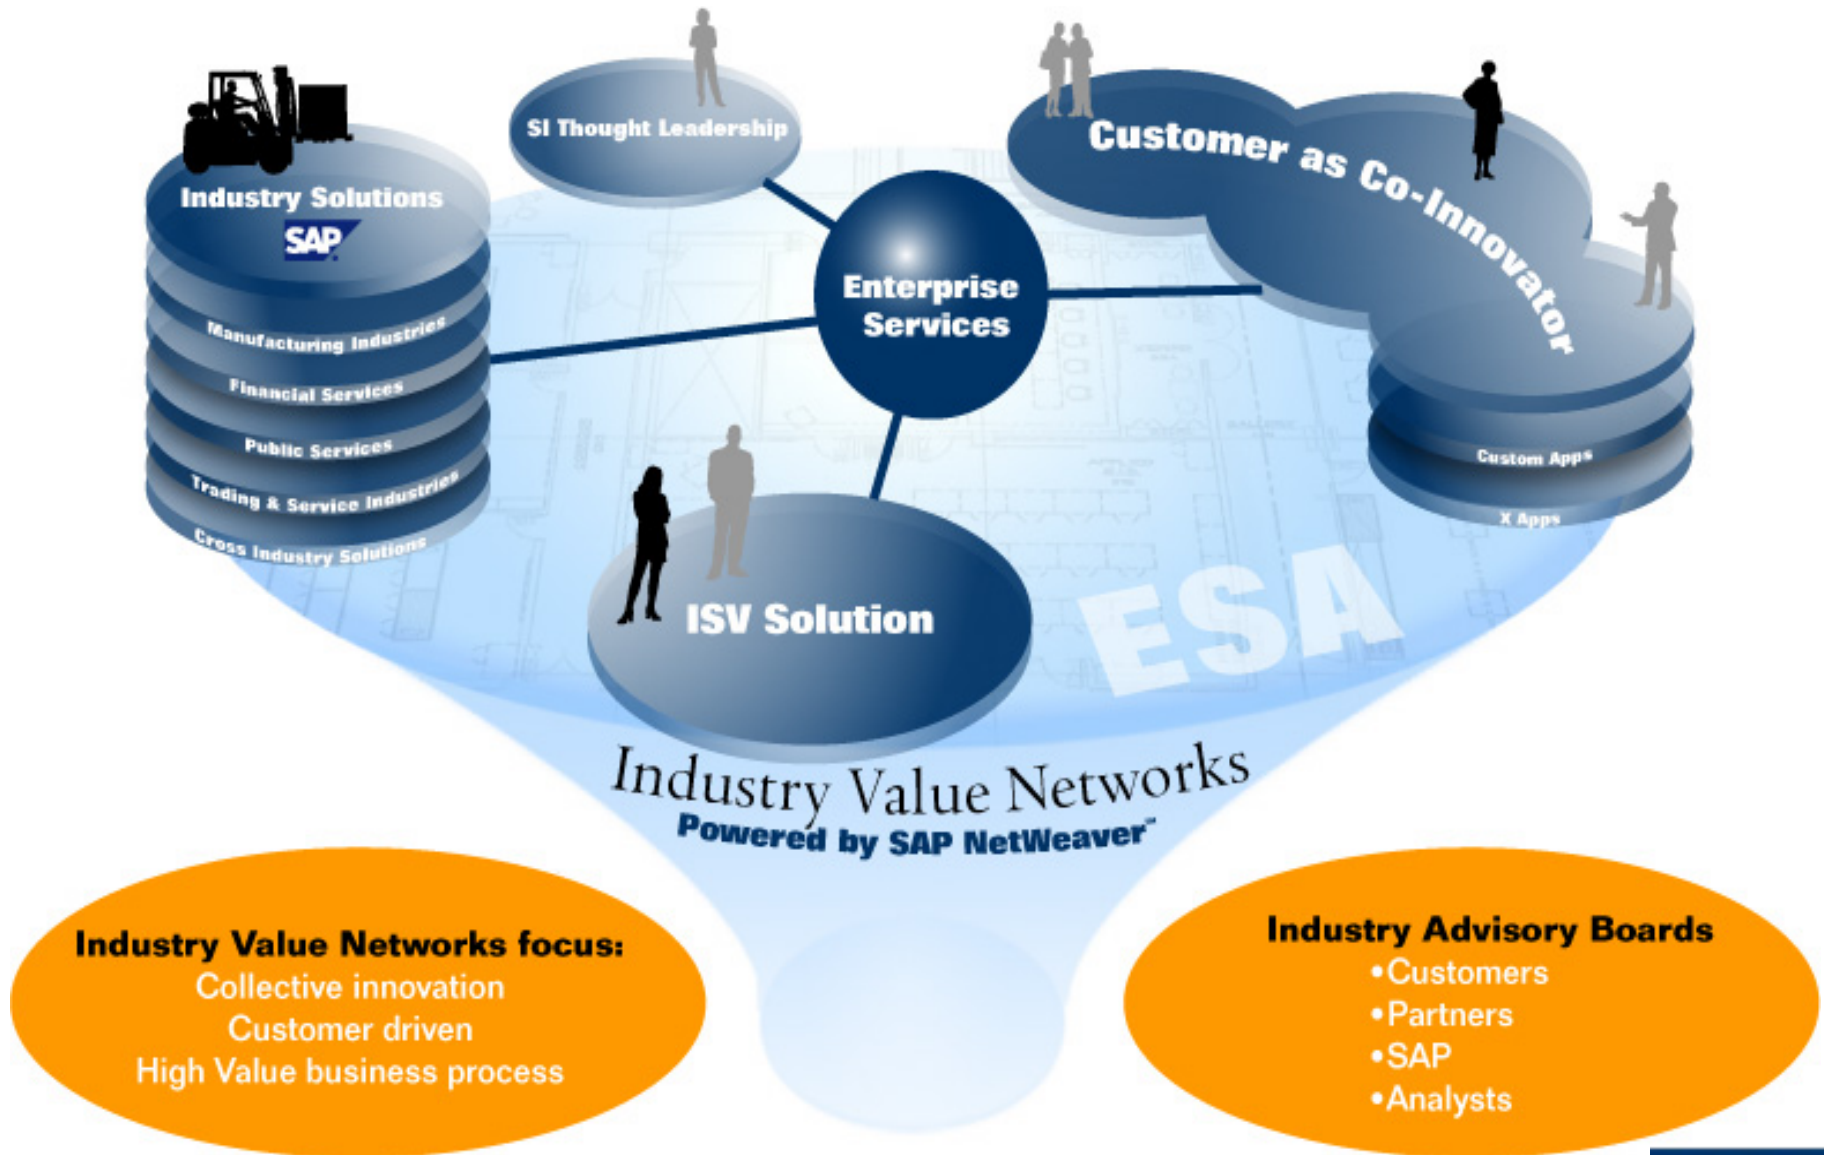 SI Thought Leadership
Customer as Co-Innovator
Industry Solutions
SAP
Enterprise
Services
Manufacturing Industries
Financial Services
Public Services
Trading & Service Industries
Cross Industry Solutions
Custom Apps
X Apps
ISV Solution
ESA
Industry Value Networks
Powered by SAP NetWeaver™
Industry Value Networks focus:
Collective innovation
Customer driven
High Value business process
Industry Advisory Boards
•Customers
•Partners
•SAP
•Analysts